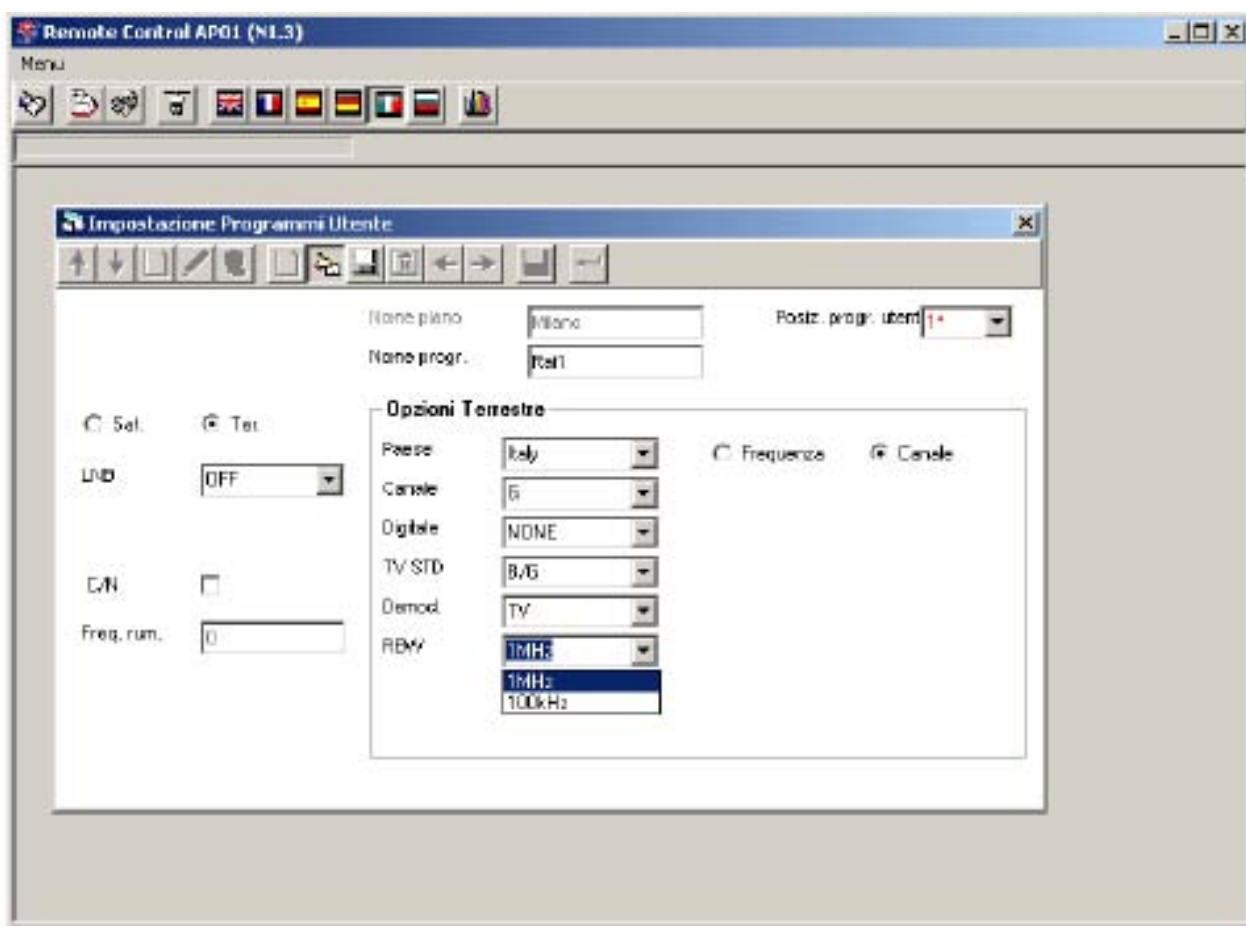 Remote Control AP01 (N1.3)
Menu
Impostazione Programmi Utente
Nome piano Milano Posiz. progr. utent 1*
Nome progr. Rai1
Opzioni Terrestre
Sat. Ter.
Paese Italy Frequenza Canale
LNB OFF
Canale G
Digitale NONE
TV STD B/G
C/N
Demod. TV
Freq. rum. 0
RBW 1MHz
1MHz
100kHz